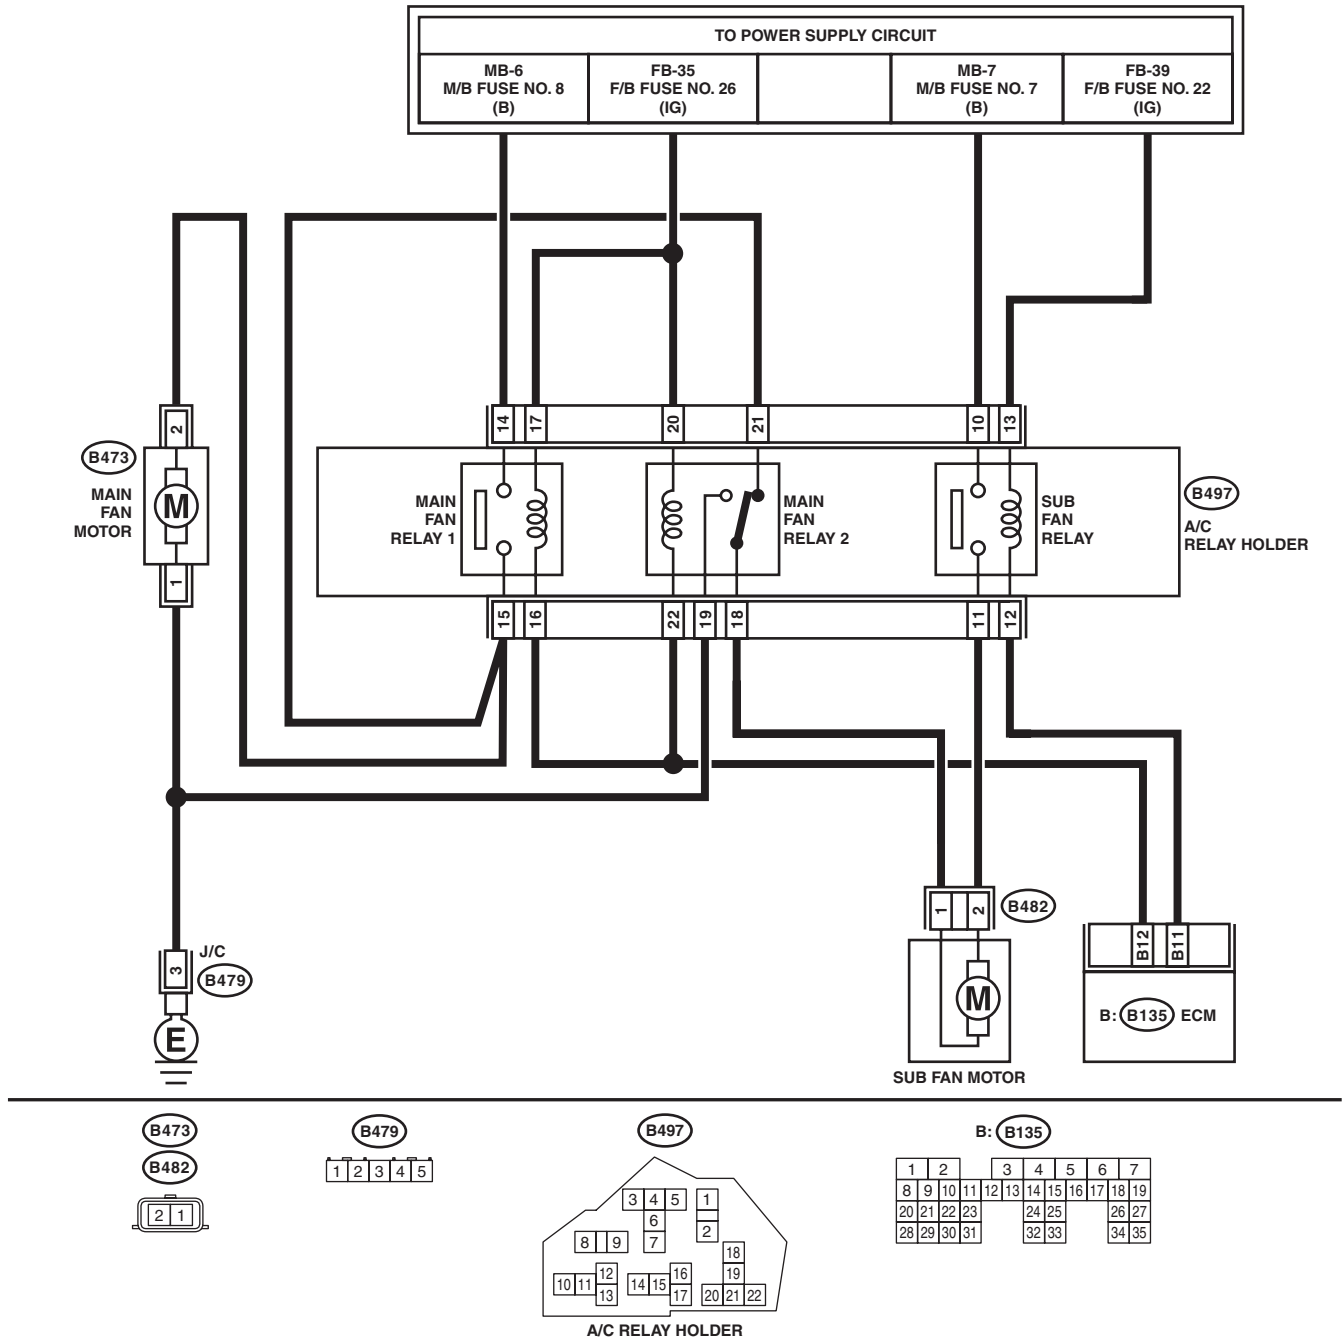 TO POWER SUPPLY CIRCUIT
MB-6
M/B FUSE NO. 8
(B)
FB-35
F/B FUSE NO. 26
(IG)
MB-7
M/B FUSE NO. 7
(B)
FB-39
F/B FUSE NO. 22
(IG)
14
17
20
21
10
13
2
B473
MAIN
FAN
MOTOR
M
1
MAIN
FAN
RELAY 1
MAIN
FAN
RELAY 2
SUB
FAN
RELAY
B497
A/C
RELAY HOLDER
15
16
22
19
18
11
12
1
2
B482
M
SUB FAN MOTOR
B12
B11
B: B135 ECM
3
J/C
B479
E
B473
B482
2 1
B479
1 2 3 4 5
B497
3 4 5 1
6
7
2
8 9
18
19
12
10 11
13
16
14 15
17
20 21 22
A/C RELAY HOLDER
B: B135
1 2 3 4 5 6 7
8 9 10 11 12 13 14 15 16 17 18 19
20 21 22 23 24 25 26 27
28 29 30 31 32 33 34 35